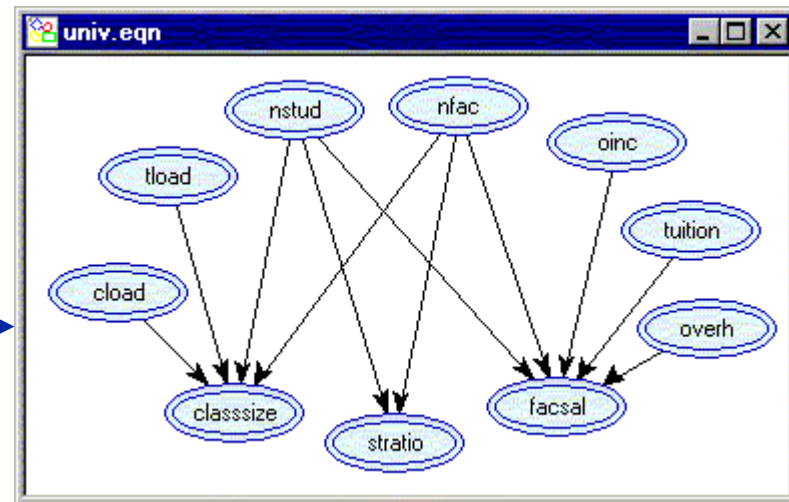 univ.eqn
nstud
nfac
oinc
tload
tuition
cload
overh
classsize
stratio
facsal